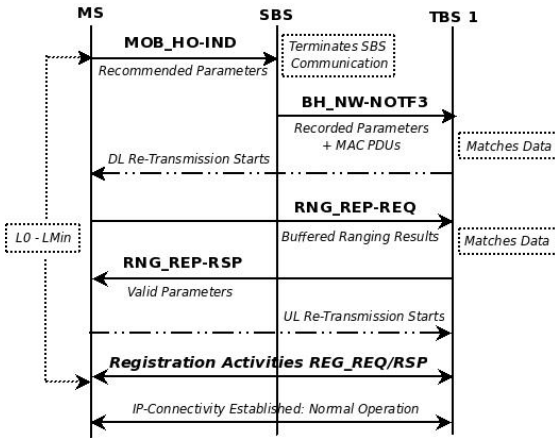 MS
SBS
TBS 1
MOB_HO-IND
Recommended Parameters
Terminates SBS
Communication
BH_NW-NOTF3
Recorded Parameters
+ MAC PDUs
Matches Data
DL Re-Transmission Starts
RNG_REP-REQ
Buffered Ranging Results
Matches Data
L0 - LMin
RNG_REP-RSP
Valid Parameters
UL Re-Transmission Starts
Registration Activities REG_REQ/RSP
IP-Connectivity Established: Normal Operation